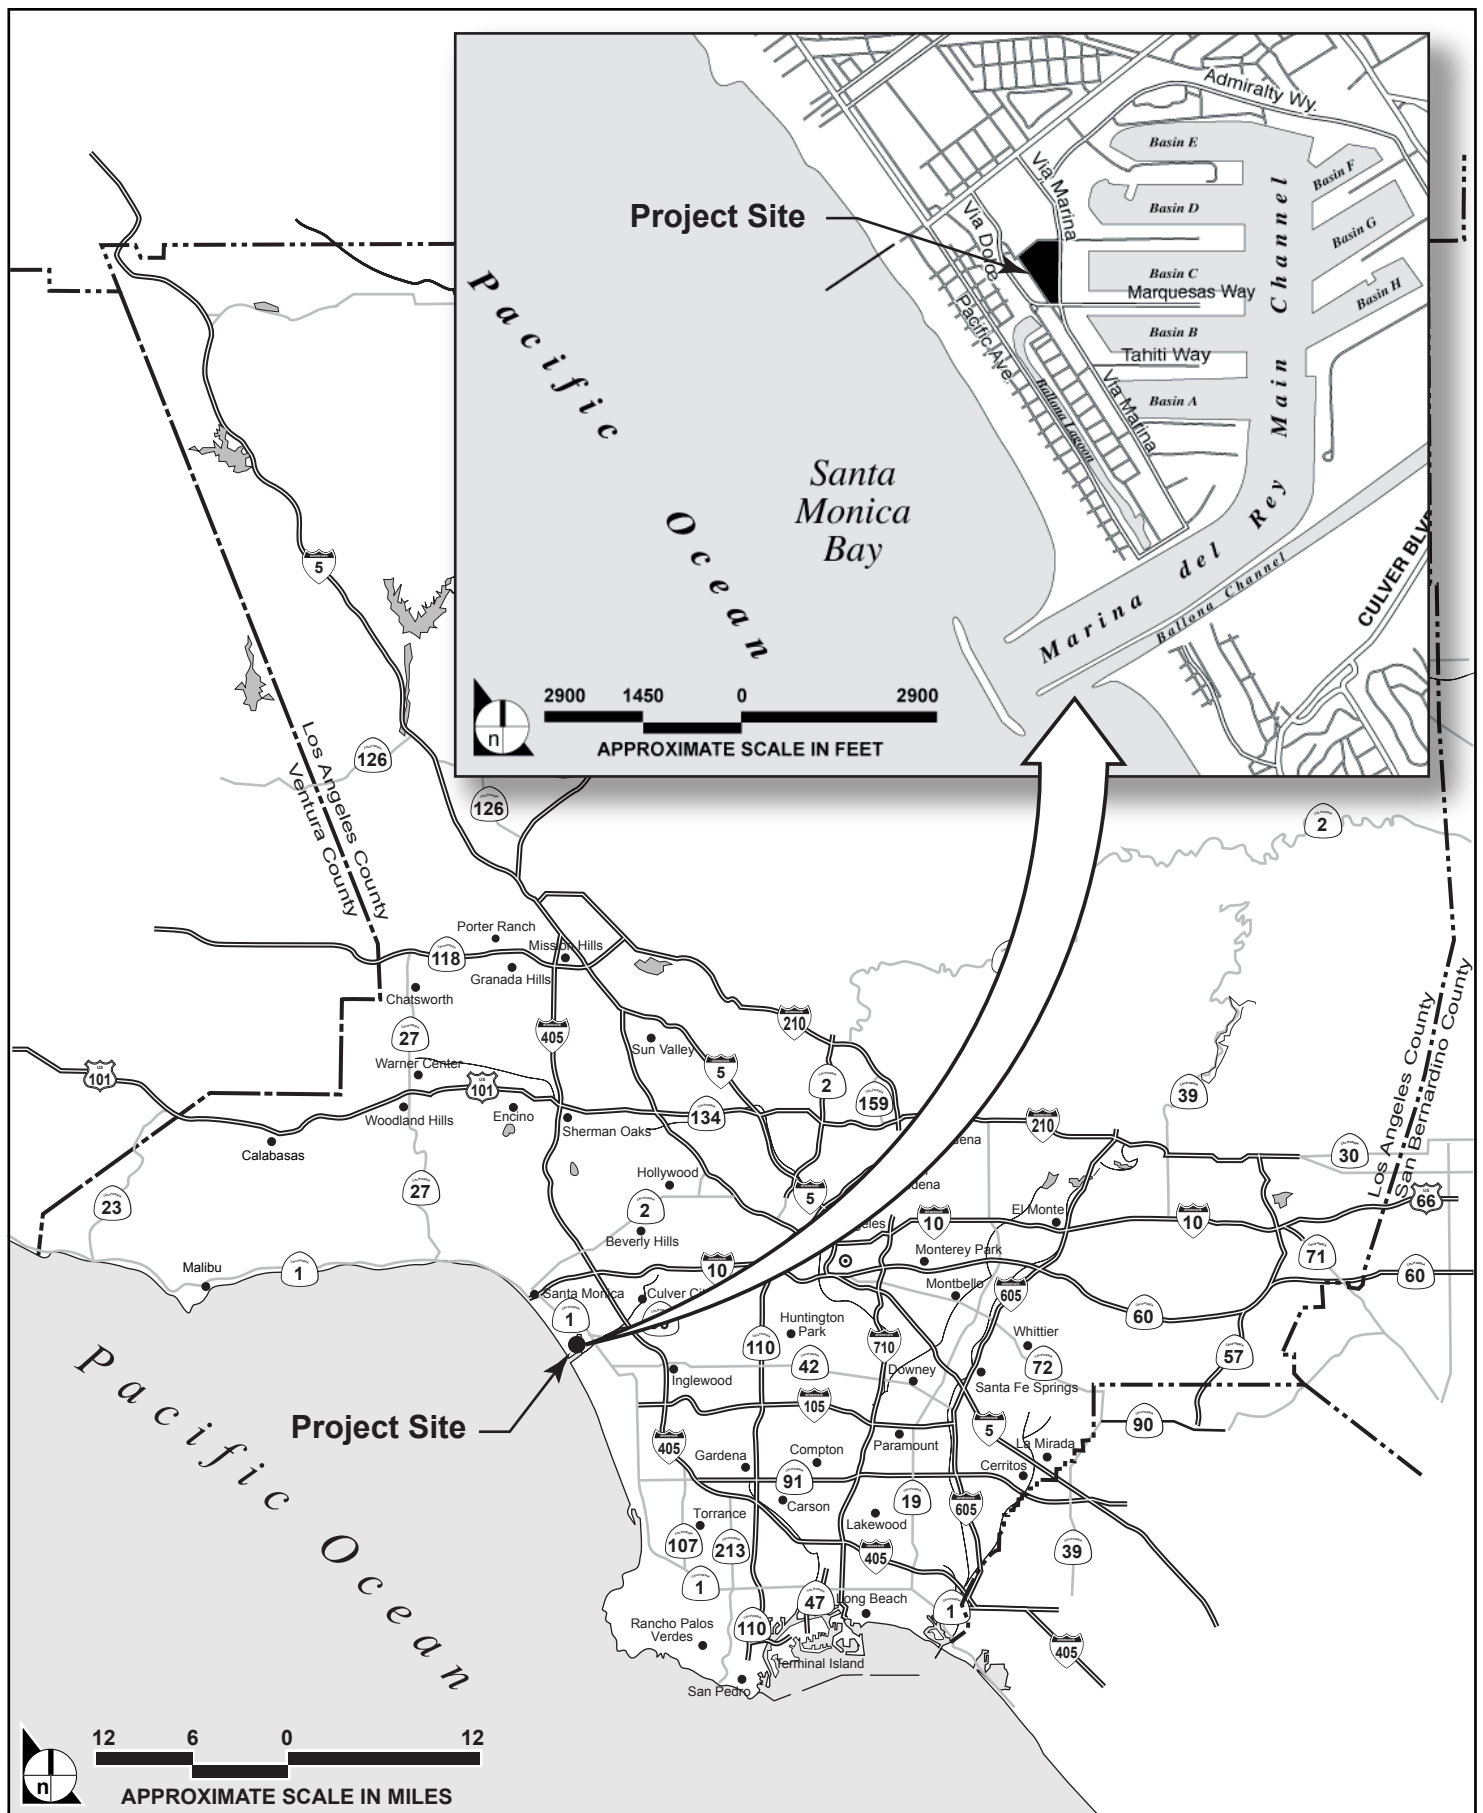 Admiralty Wy.
Basin E
Basin F
Via Marina
Basin D
Project Site
Via Dolce
Basin G
Basin C
Marquesas Way
Basin H
Pacific Ave.
Basin B
Tahiti Way
Via Marina
Basin A
Ballona Lagoon
Main Channel
Pacific
Ocean
Santa
Monica
Bay
Marina del Rey
Ballona Channel
CULVER BLVD
2900 1450 0 2900
n
APPROXIMATE SCALE IN FEET
5
126
Los Angeles County
Ventura County
126
2
Porter Ranch
Mission Hills
118
Granada Hills
Chatsworth
27
405
210
Sun Valley
Warner Center
101
101
5
2
159
39
Los Angeles County
San Bernardino County
Woodland Hills
Encino
134
Sherman Oaks
210
Calabasas
30
Hollywood
23
27
5
2
10
El Monte
10
66
Beverly Hills
Monterey Park
71
Malibu
1
10
60
Santa Monica
Culver Ci
Montbello
605
1
Huntington
Park
60
110
710
Whittier
72
57
42
Inglewood
Downey
Santa Fe Springs
105
Project Site
5
90
405
Gardena
Compton
Paramount
La Mirada
Cerritos
91
Carson
19
605
Torrance
Lakewood
107
213
405
39
1
47
Long Beach
1
Rancho Palos
Verdes
110
405
Terminal Island
San Pedro
Pacific
Ocean
12 6 0 12
n
APPROXIMATE SCALE IN MILES